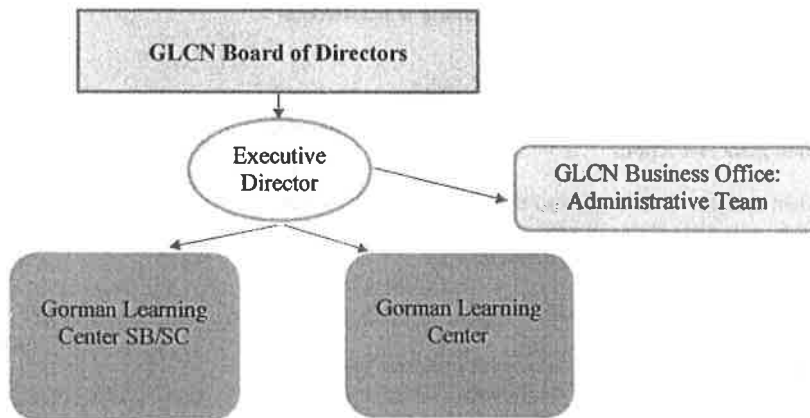 GLCN Board of Directors
Executive
Director
GLCN Business Office:
Administrative Team
Gorman Learning
Center SB/SC
Gorman Learning
Center